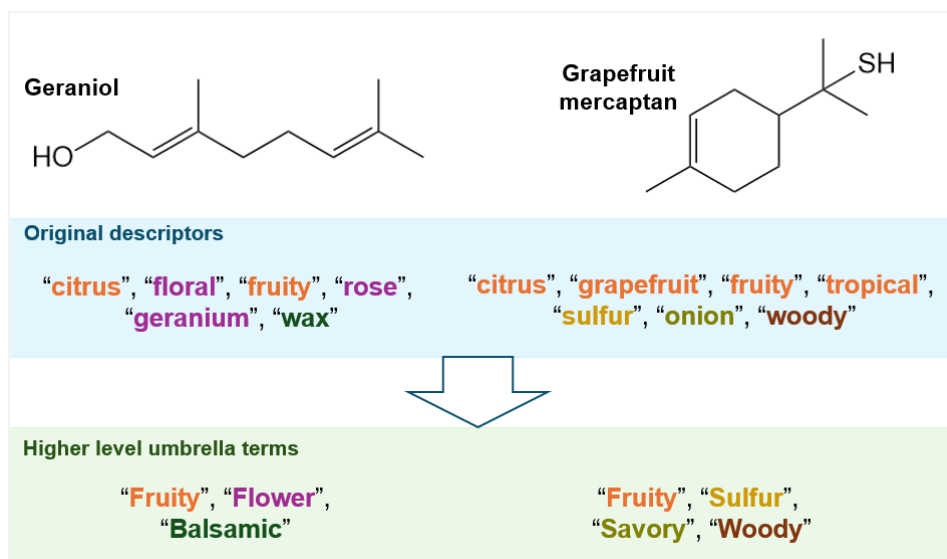 Geraniol
HO
Grapefruit
mercaptan
SH
Original descriptors
“citrus”, “floral”, “fruity”, “rose”,
“geranium”, “wax”
“citrus”, “grapefruit”, “fruity”, “tropical”,
“sulfur”, “onion”, “woody”
Higher level umbrella terms
“Fruity”, “Flower”,
“Balsamic”
“Fruity”, “Sulfur”,
“Savory”, “Woody”